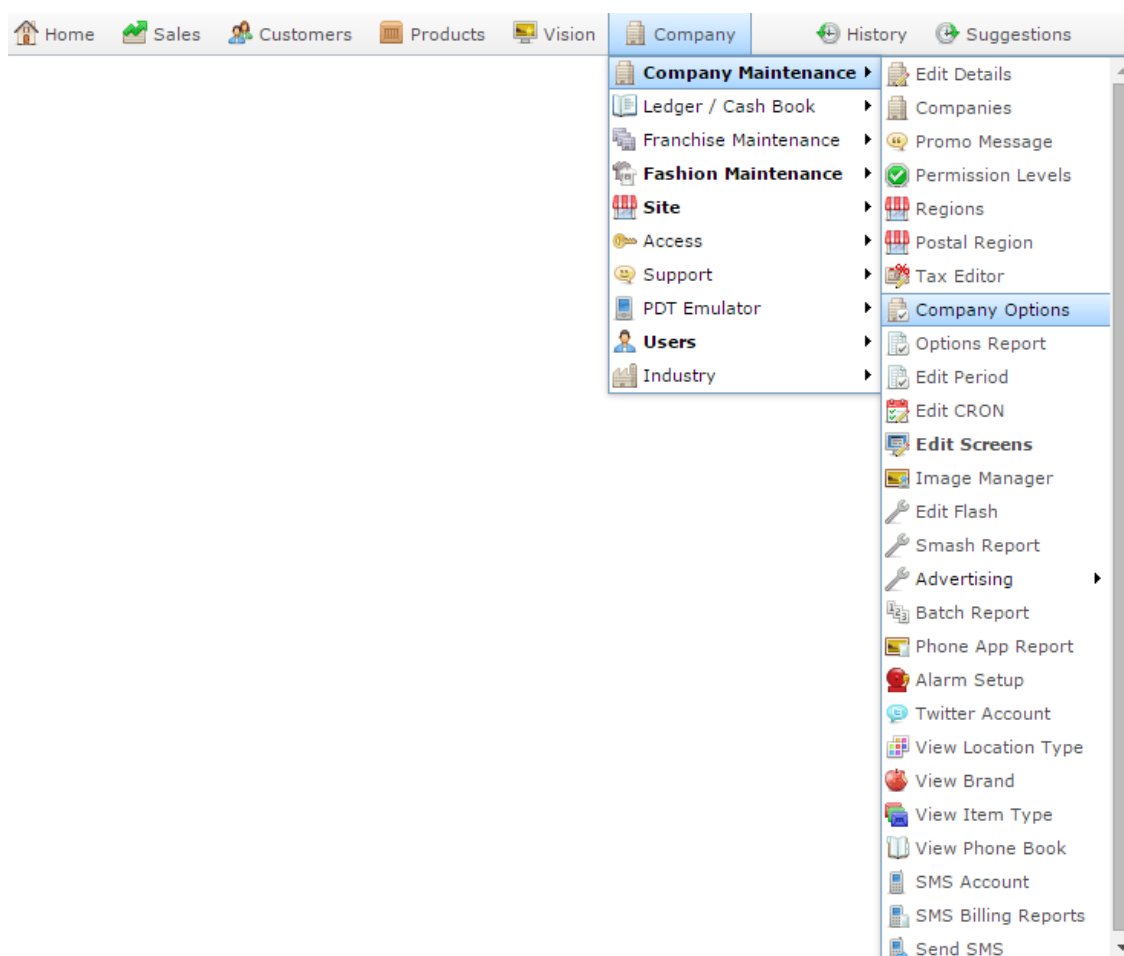 Home Sales Customers Products Vision Company History Suggestions
Company Maintenance
Ledger / Cash Book
Franchise Maintenance
Fashion Maintenance
Site
Access
Support
PDT Emulator
Users
Industry
Edit Details
Companies
Promo Message
Permission Levels
Regions
Postal Region
Tax Editor
Company Options
Options Report
Edit Period
Edit CRON
Edit Screens
Image Manager
Edit Flash
Smash Report
Advertising
Batch Report
Phone App Report
Alarm Setup
Twitter Account
View Location Type
View Brand
View Item Type
View Phone Book
SMS Account
SMS Billing Reports
Send SMS